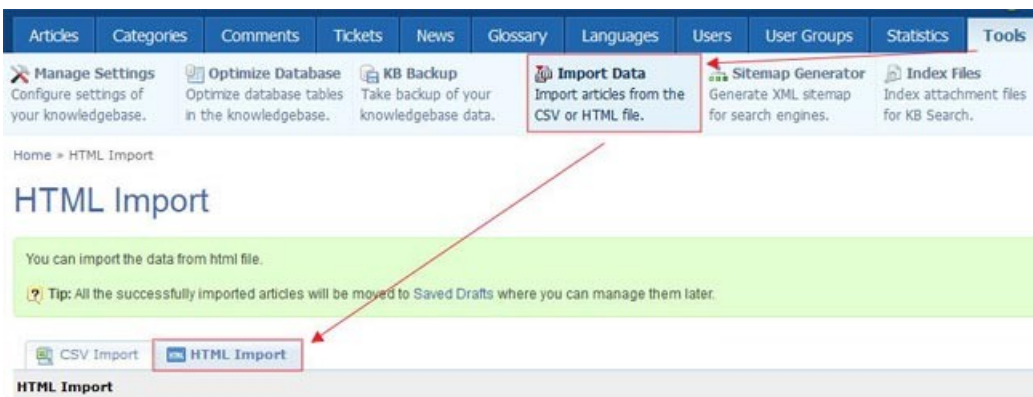 Articles Categories Comments Tickets News Glossary Languages Users User Groups Statistics Tools
Manage Settings
Configure settings of
your knowledgebase.
Optimize Database
Optimize database tables
in the knowledgebase.
KB Backup
Take backup of your
knowledgebase data.
Import Data
Import articles from the
CSV or HTML file.
Sitemap Generator
Generate XML sitemap
for search engines.
Index Files
Index attachment files
for KB Search.
Home » HTML Import
HTML Import
You can import the data from html file.
Tip: All the successfully imported articles will be moved to Saved Drafts where you can manage them later.
CSV Import HTML Import
HTML Import